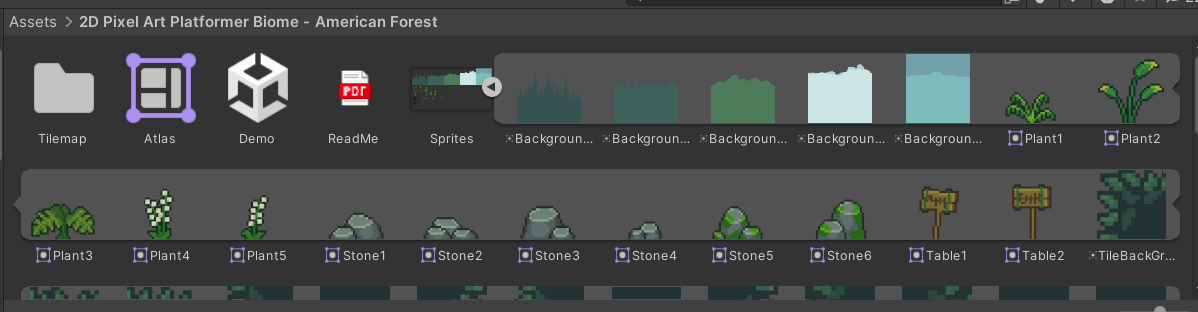 Assets > 2D Pixel Art Platformer Biome - American Forest
PDF
Tilemap Atlas Demo ReadMe Sprites Backgroun... Backgroun... Backgroun... Backgroun... Backgroun... Plant1 Plant2
Plant3 Plant4 Plant5 Stone1 Stone2 Stone3 Stone4 Stone5 Stone6 Table1 Table2 TileBackGr...